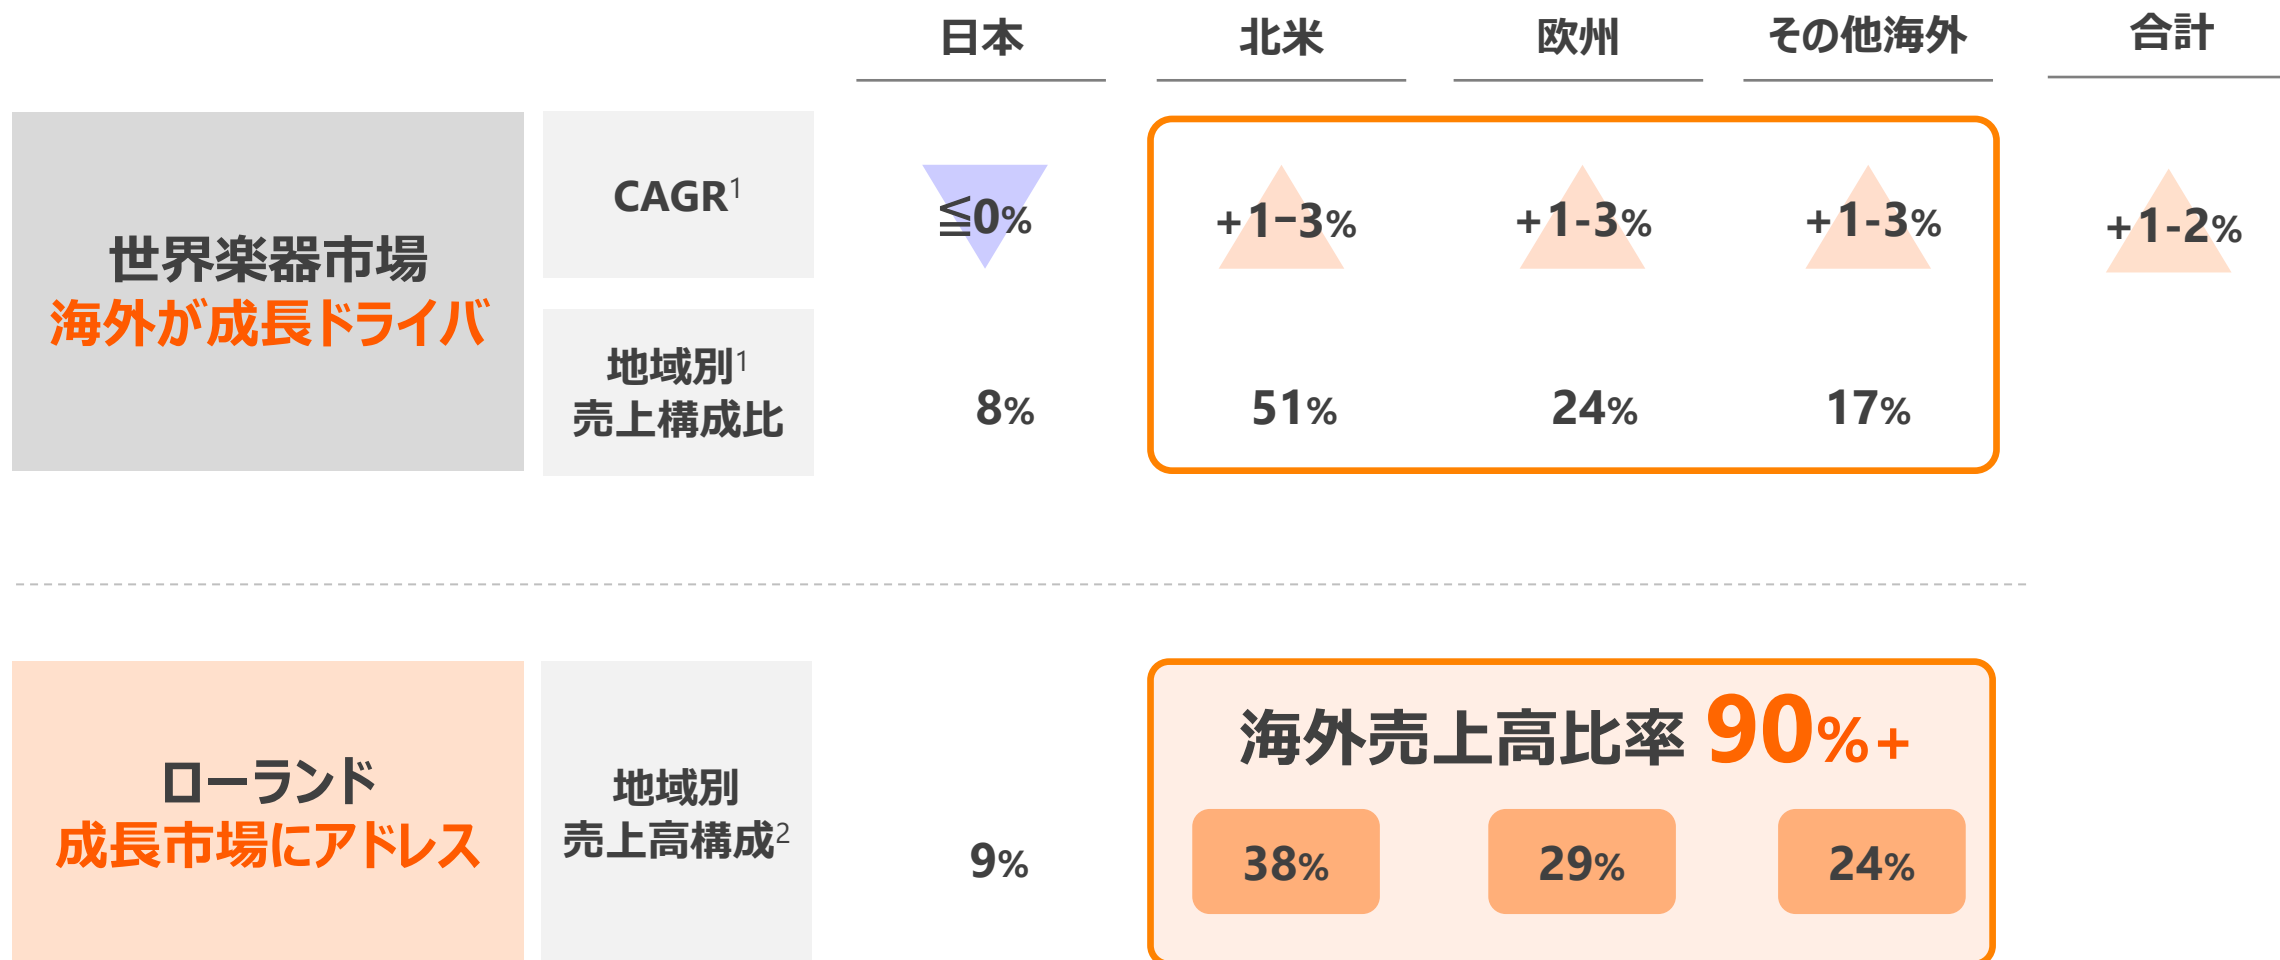 日本 北米 欧州 その他海外 合計
世界楽器市場
海外が成長ドライバ
CAGR1
≦0% +1−3% +1-3% +1-3% +1-2%
地域別1
売上構成比
8% 51% 24% 17%
ローランド
成長市場にアドレス
地域別
売上高構成2
9%
海外売上高比率 90%+
38% 29% 24%